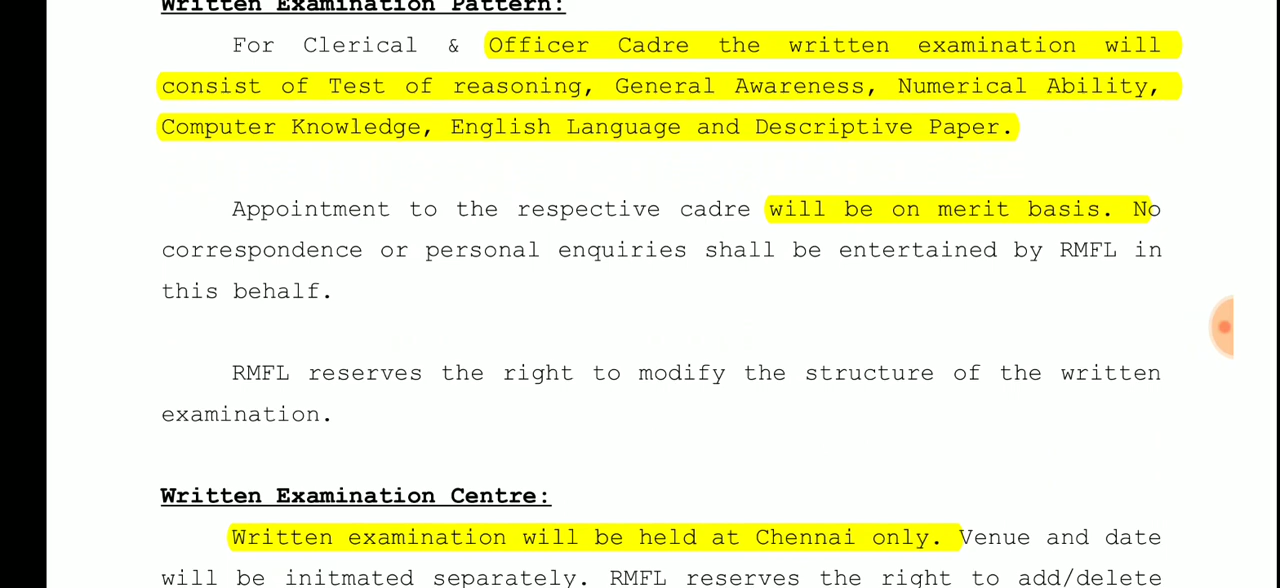 Written Examination Pattern:
For Clerical & Officer Cadre the written examination will
consist of Test of reasoning, General Awareness, Numerical Ability,
Computer Knowledge, English Language and Descriptive Paper.
Appointment to the respective cadre will be on merit basis. No
correspondence or personal enquiries shall be entertained by RMFL in
this behalf.
RMFL reserves the right to modify the structure of the written
examination.
Written Examination Centre:
Written examination will be held at Chennai only. Venue and date
will be initmated separately. RMFL reserves the right to add/delete